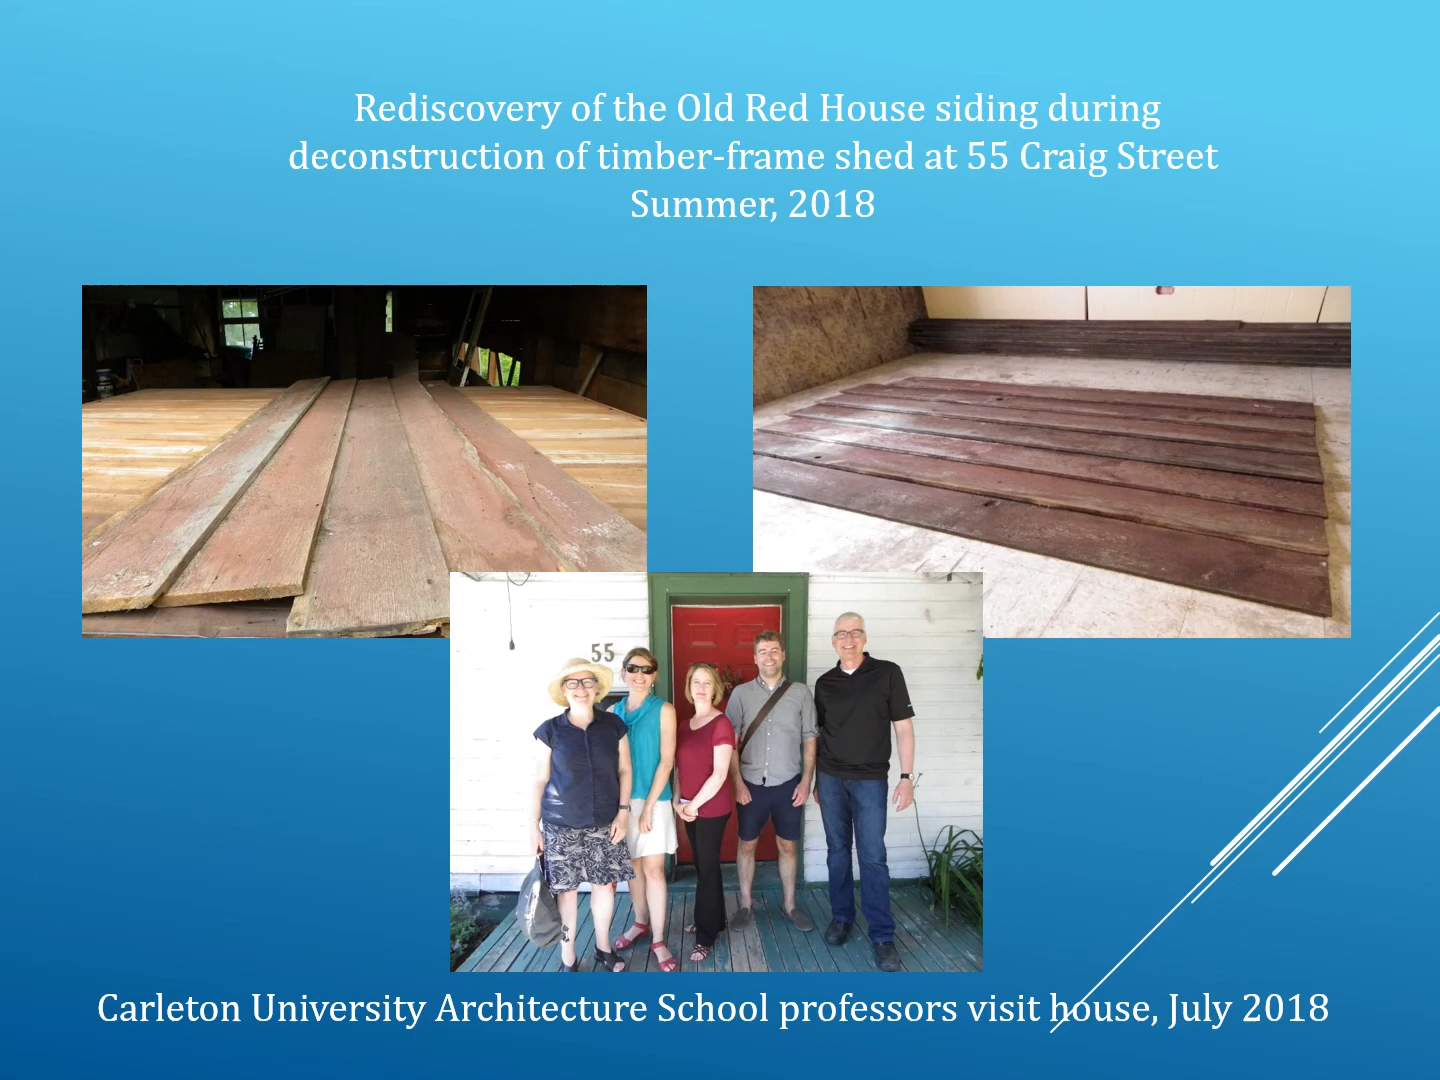 Rediscovery of the Old Red House siding during
deconstruction of timber-frame shed at 55 Craig Street
Summer, 2018
55
Carleton University Architecture School professors visit house, July 2018